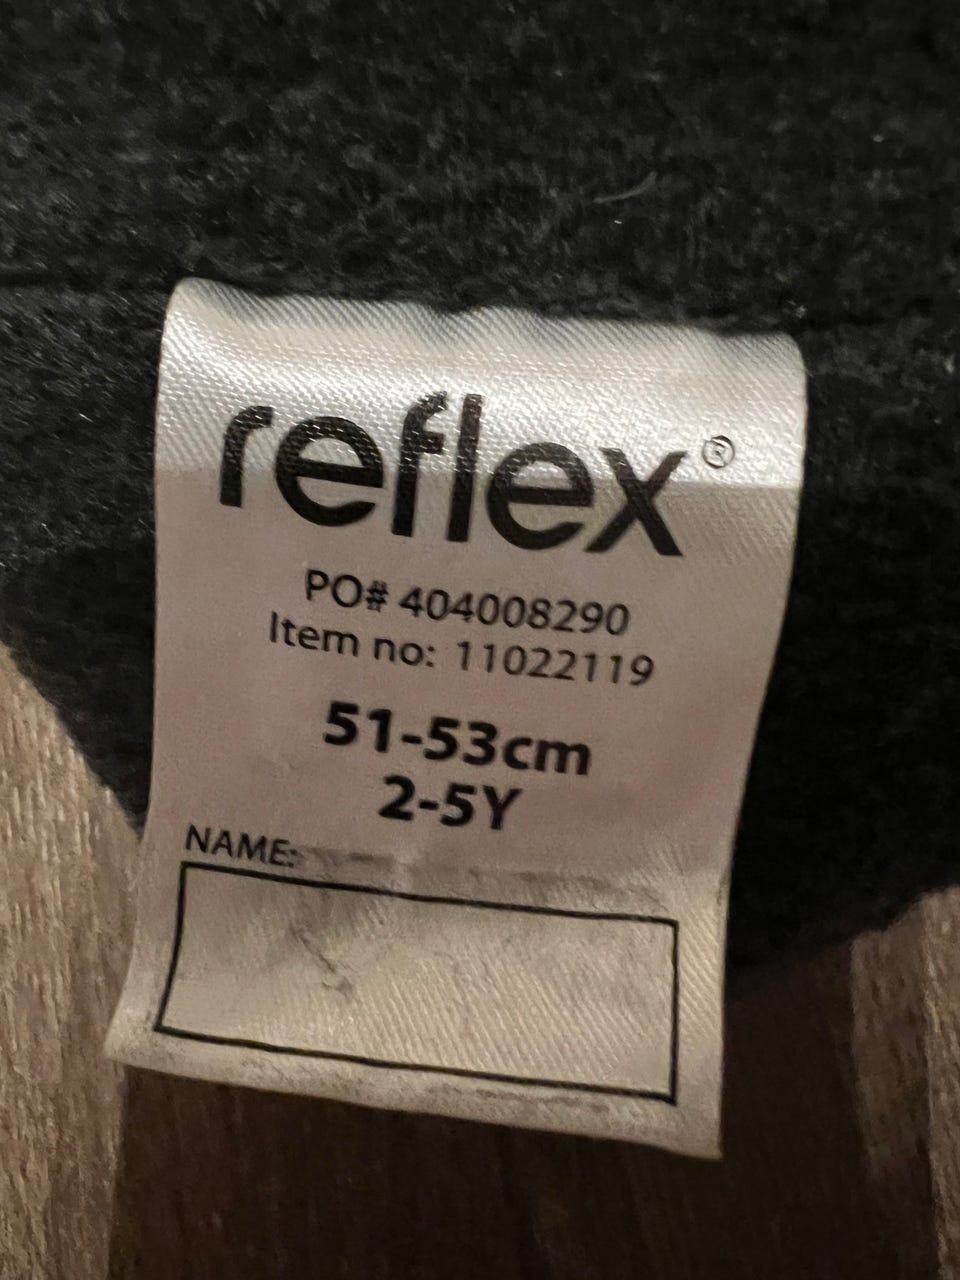 reflex®
PO# 404008290
Item no: 11022119
51-53cm
2-5Y
NAME: